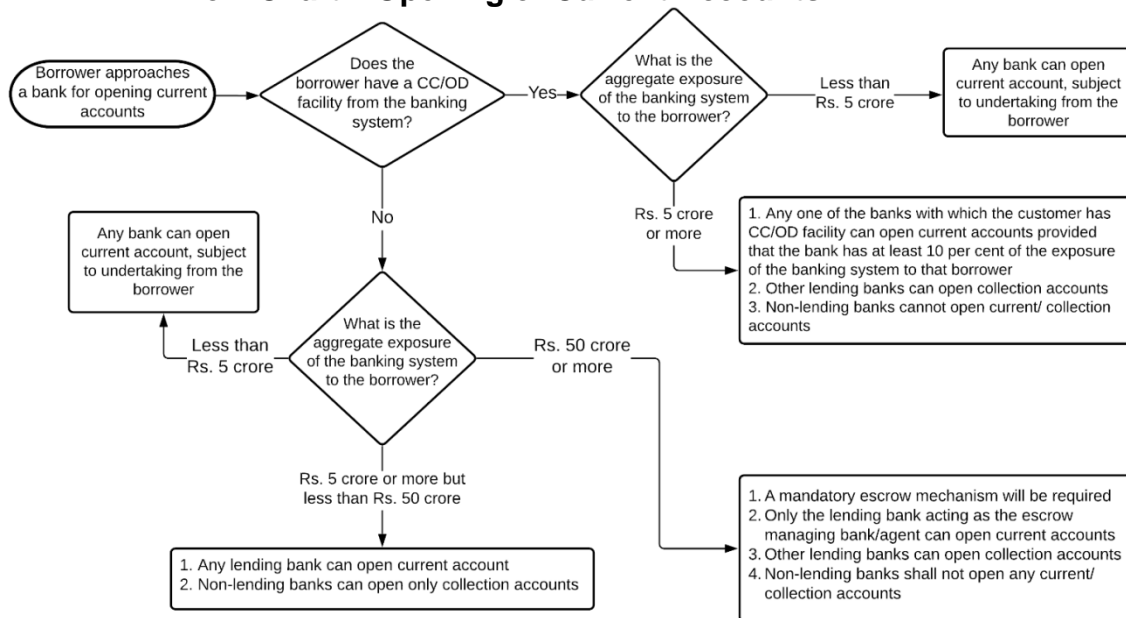 Borrower approaches
a bank for opening current
accounts
Does the
borrower have a CC/OD
facility from the banking
system?
Yes
What is the
aggregate exposure
of the banking system
to the borrower?
Less than
Rs. 5 crore
Any bank can open
current account, subject
to undertaking from the
borrower
Rs. 5 crore
or more
1. Any one of the banks with which the customer has
CC/OD facility can open current accounts provided
that the bank has at least 10 per cent of the exposure
of the banking system to that borrower
2. Other lending banks can open collection accounts
3. Non-lending banks cannot open current/ collection
accounts
No
Any bank can open
current account, subject
to undertaking from the
borrower
Less than
Rs. 5 crore
What is the
aggregate exposure
of the banking system
to the borrower?
Rs. 50 crore
or more
Rs. 5 crore or more but
less than Rs. 50 crore
1. Any lending bank can open current account
2. Non-lending banks can open only collection accounts
1. A mandatory escrow mechanism will be required
2. Only the lending bank acting as the escrow
managing bank/agent can open current accounts
3. Other lending banks can open collection accounts
4. Non-lending banks shall not open any current/
collection accounts